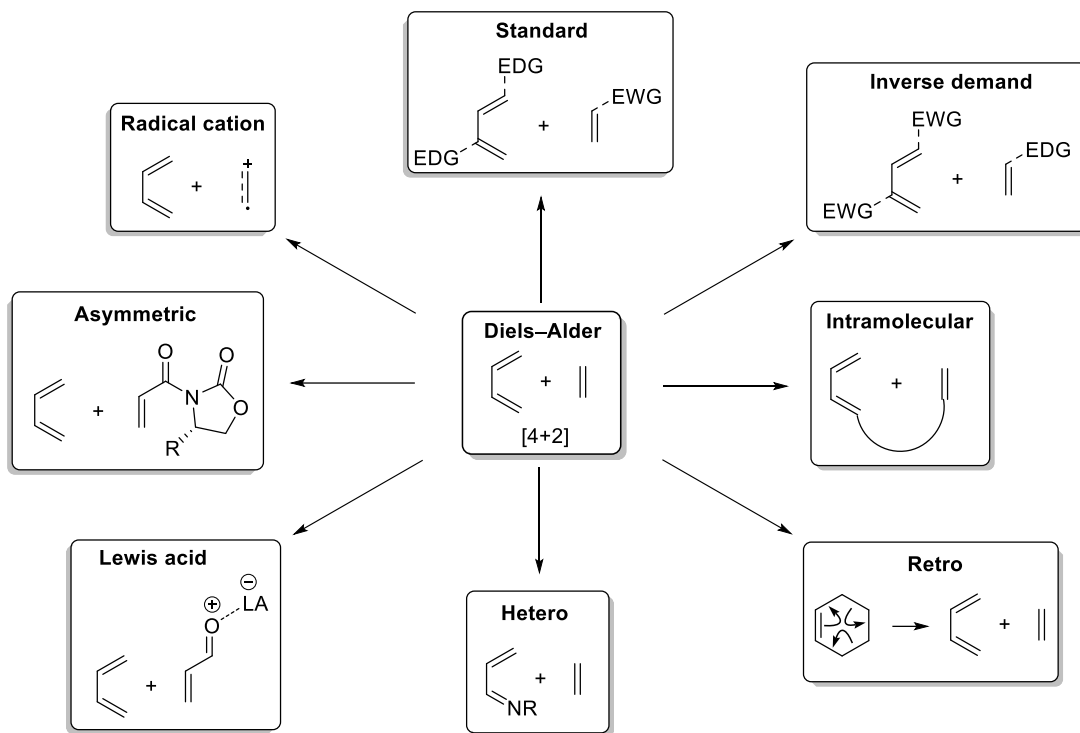 Standard
EDG
EWG
+
EDG
Inverse demand
EWG
EDG
+
EWG
Radical cation
+
+
Asymmetric
O
O
N
+
O
R
Diels–Alder
+
[4+2]
Intramolecular
+
Lewis acid
−
+
LA
O
+
Hetero
+
NR
Retro
+